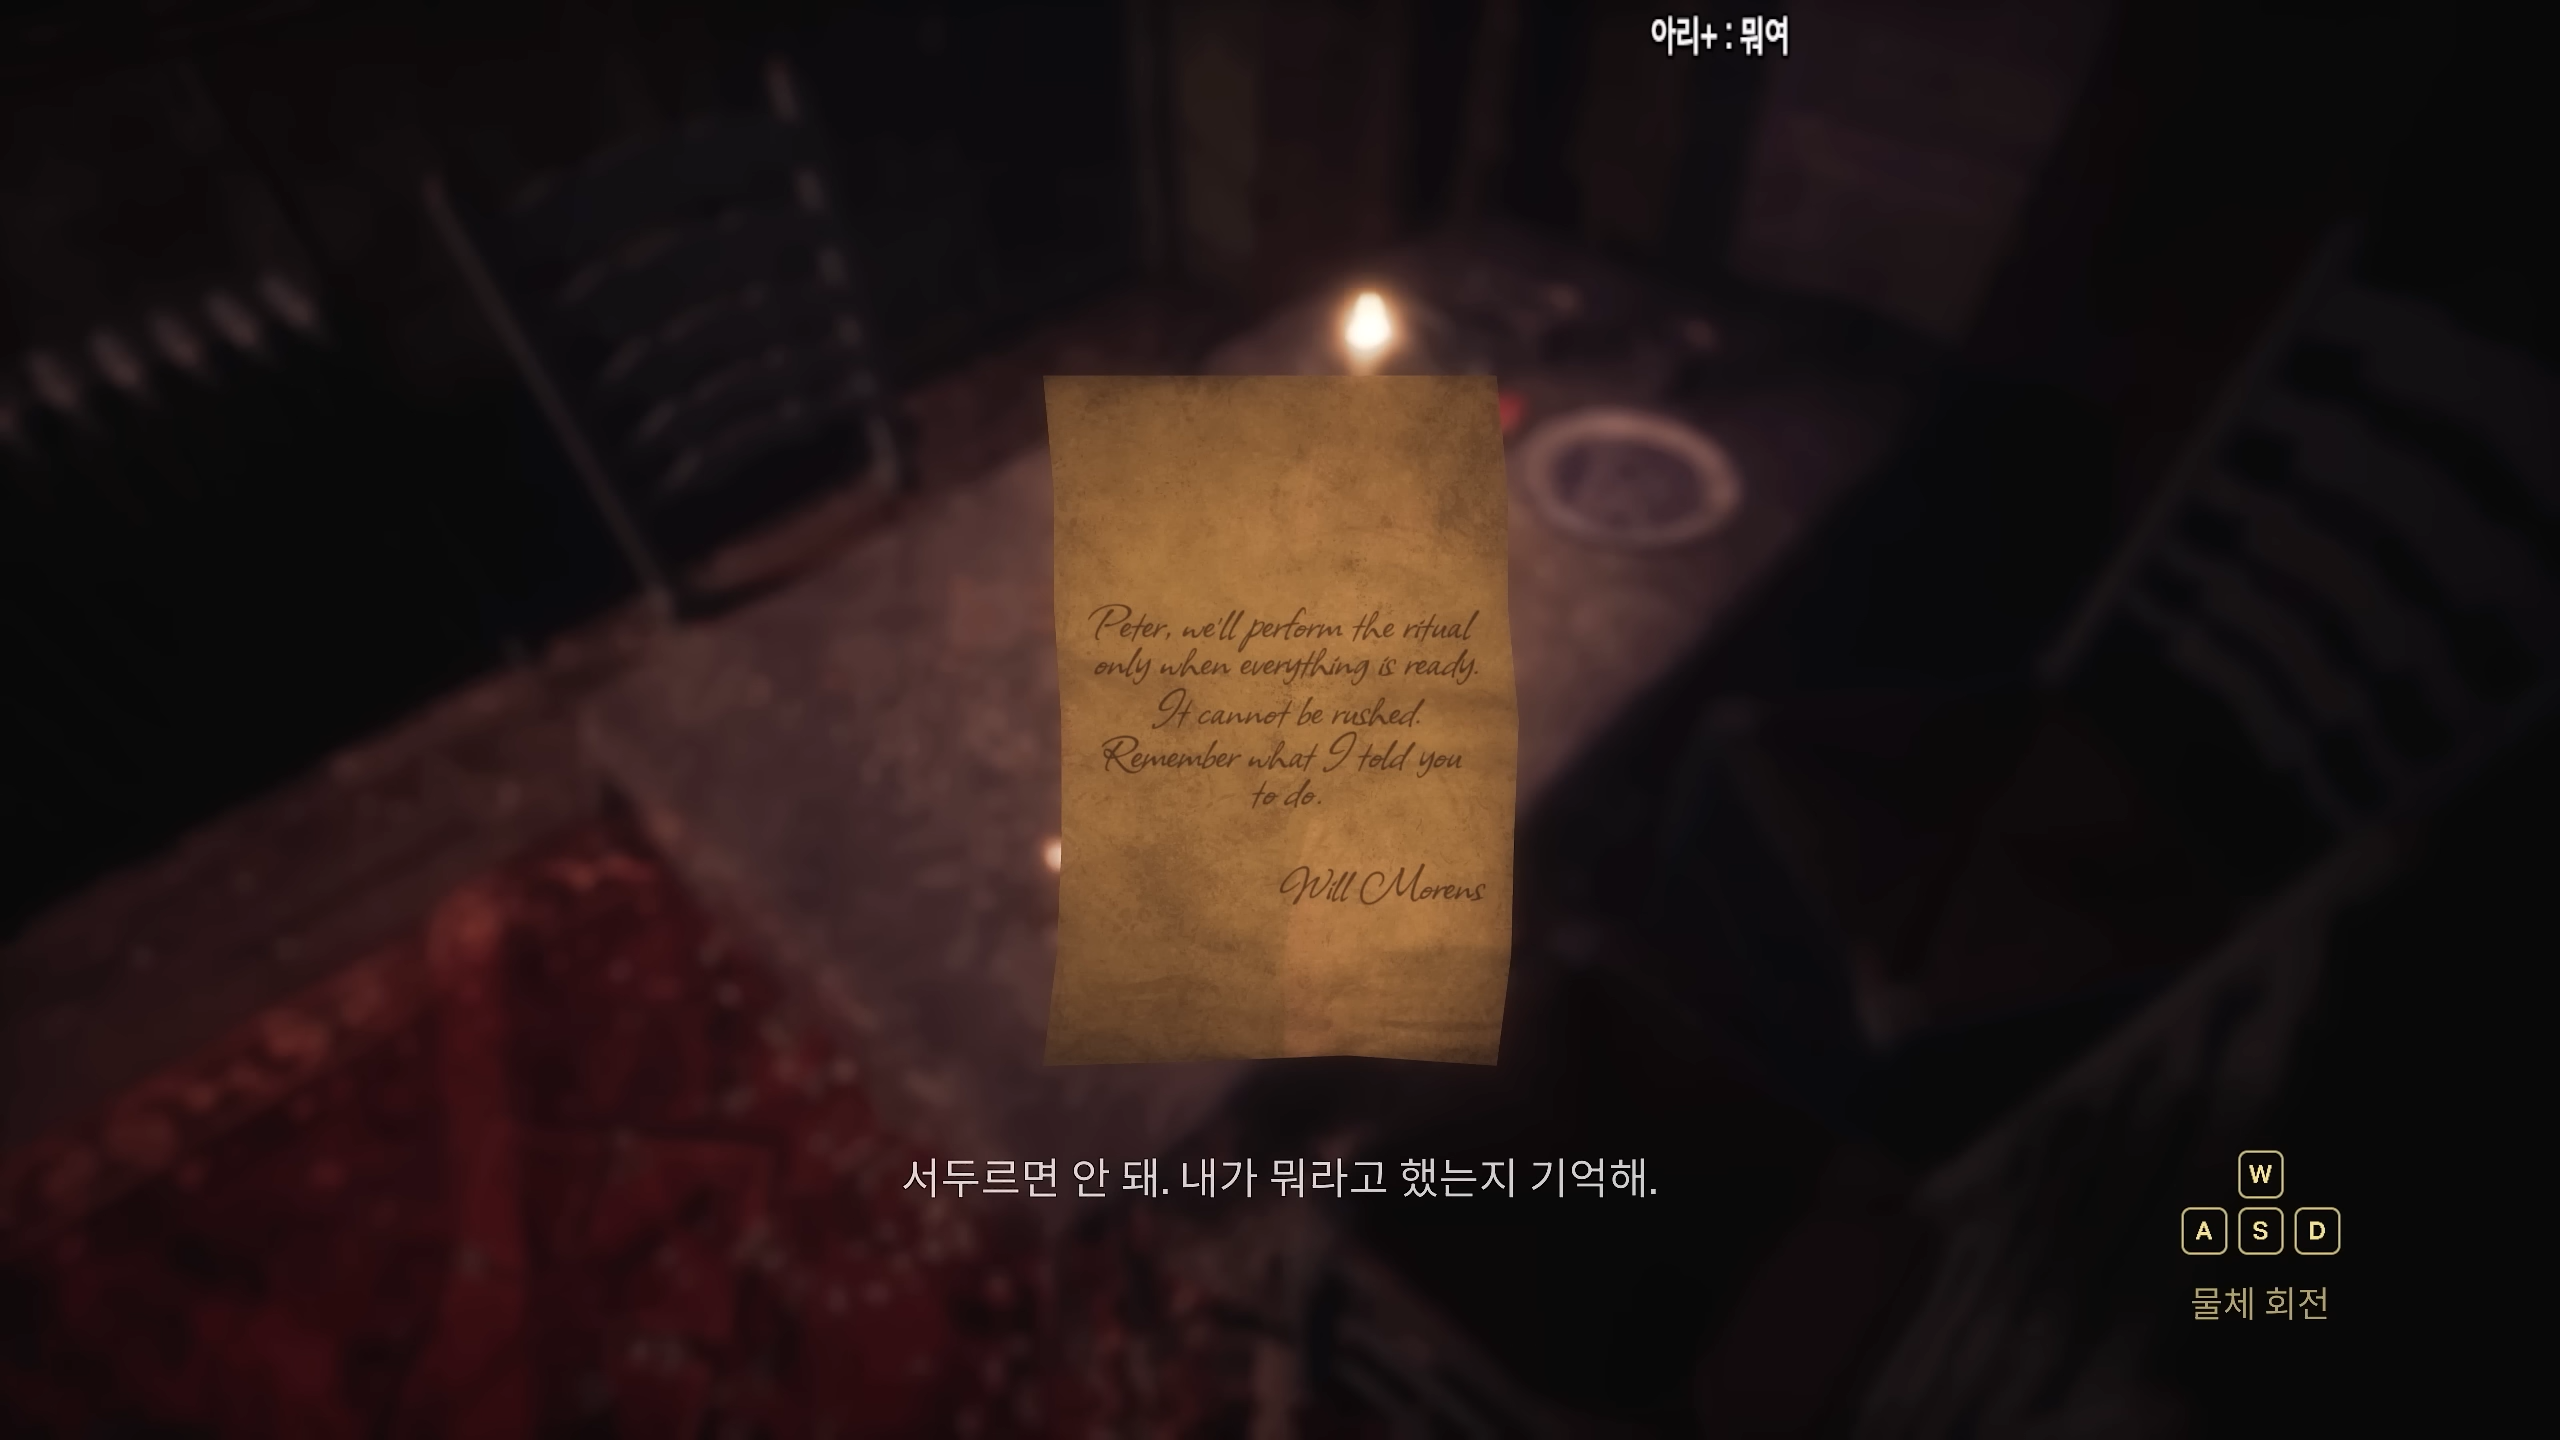 아리+ : 뭐여
Peter, we'll perform the ritual
only when everything is ready.
It cannot be rushed.
Remember what I told you
to do.
Will Morens
서두르면 안 돼. 내가 뭐라고 했는지 기억해.
W
A S D
물체 회전